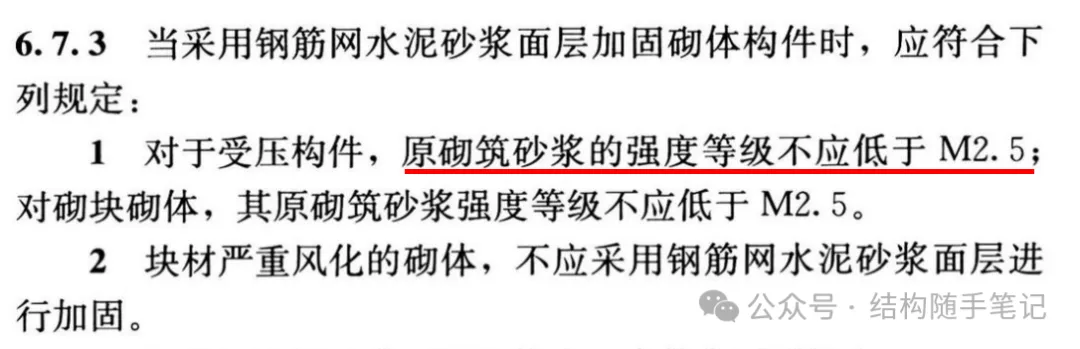 6.7.3 当采用钢筋网水泥砂浆面层加固砌体构件时，应符合下
列规定：
1 对于受压构件，原砌筑砂浆的强度等级不应低于 M2.5；
对砌块砌体，其原砌筑砂浆强度等级不应低于 M2.5。
2 块材严重风化的砌体，不应采用钢筋网水泥砂浆面层进
行加固。
公众号 · 结构随手笔记